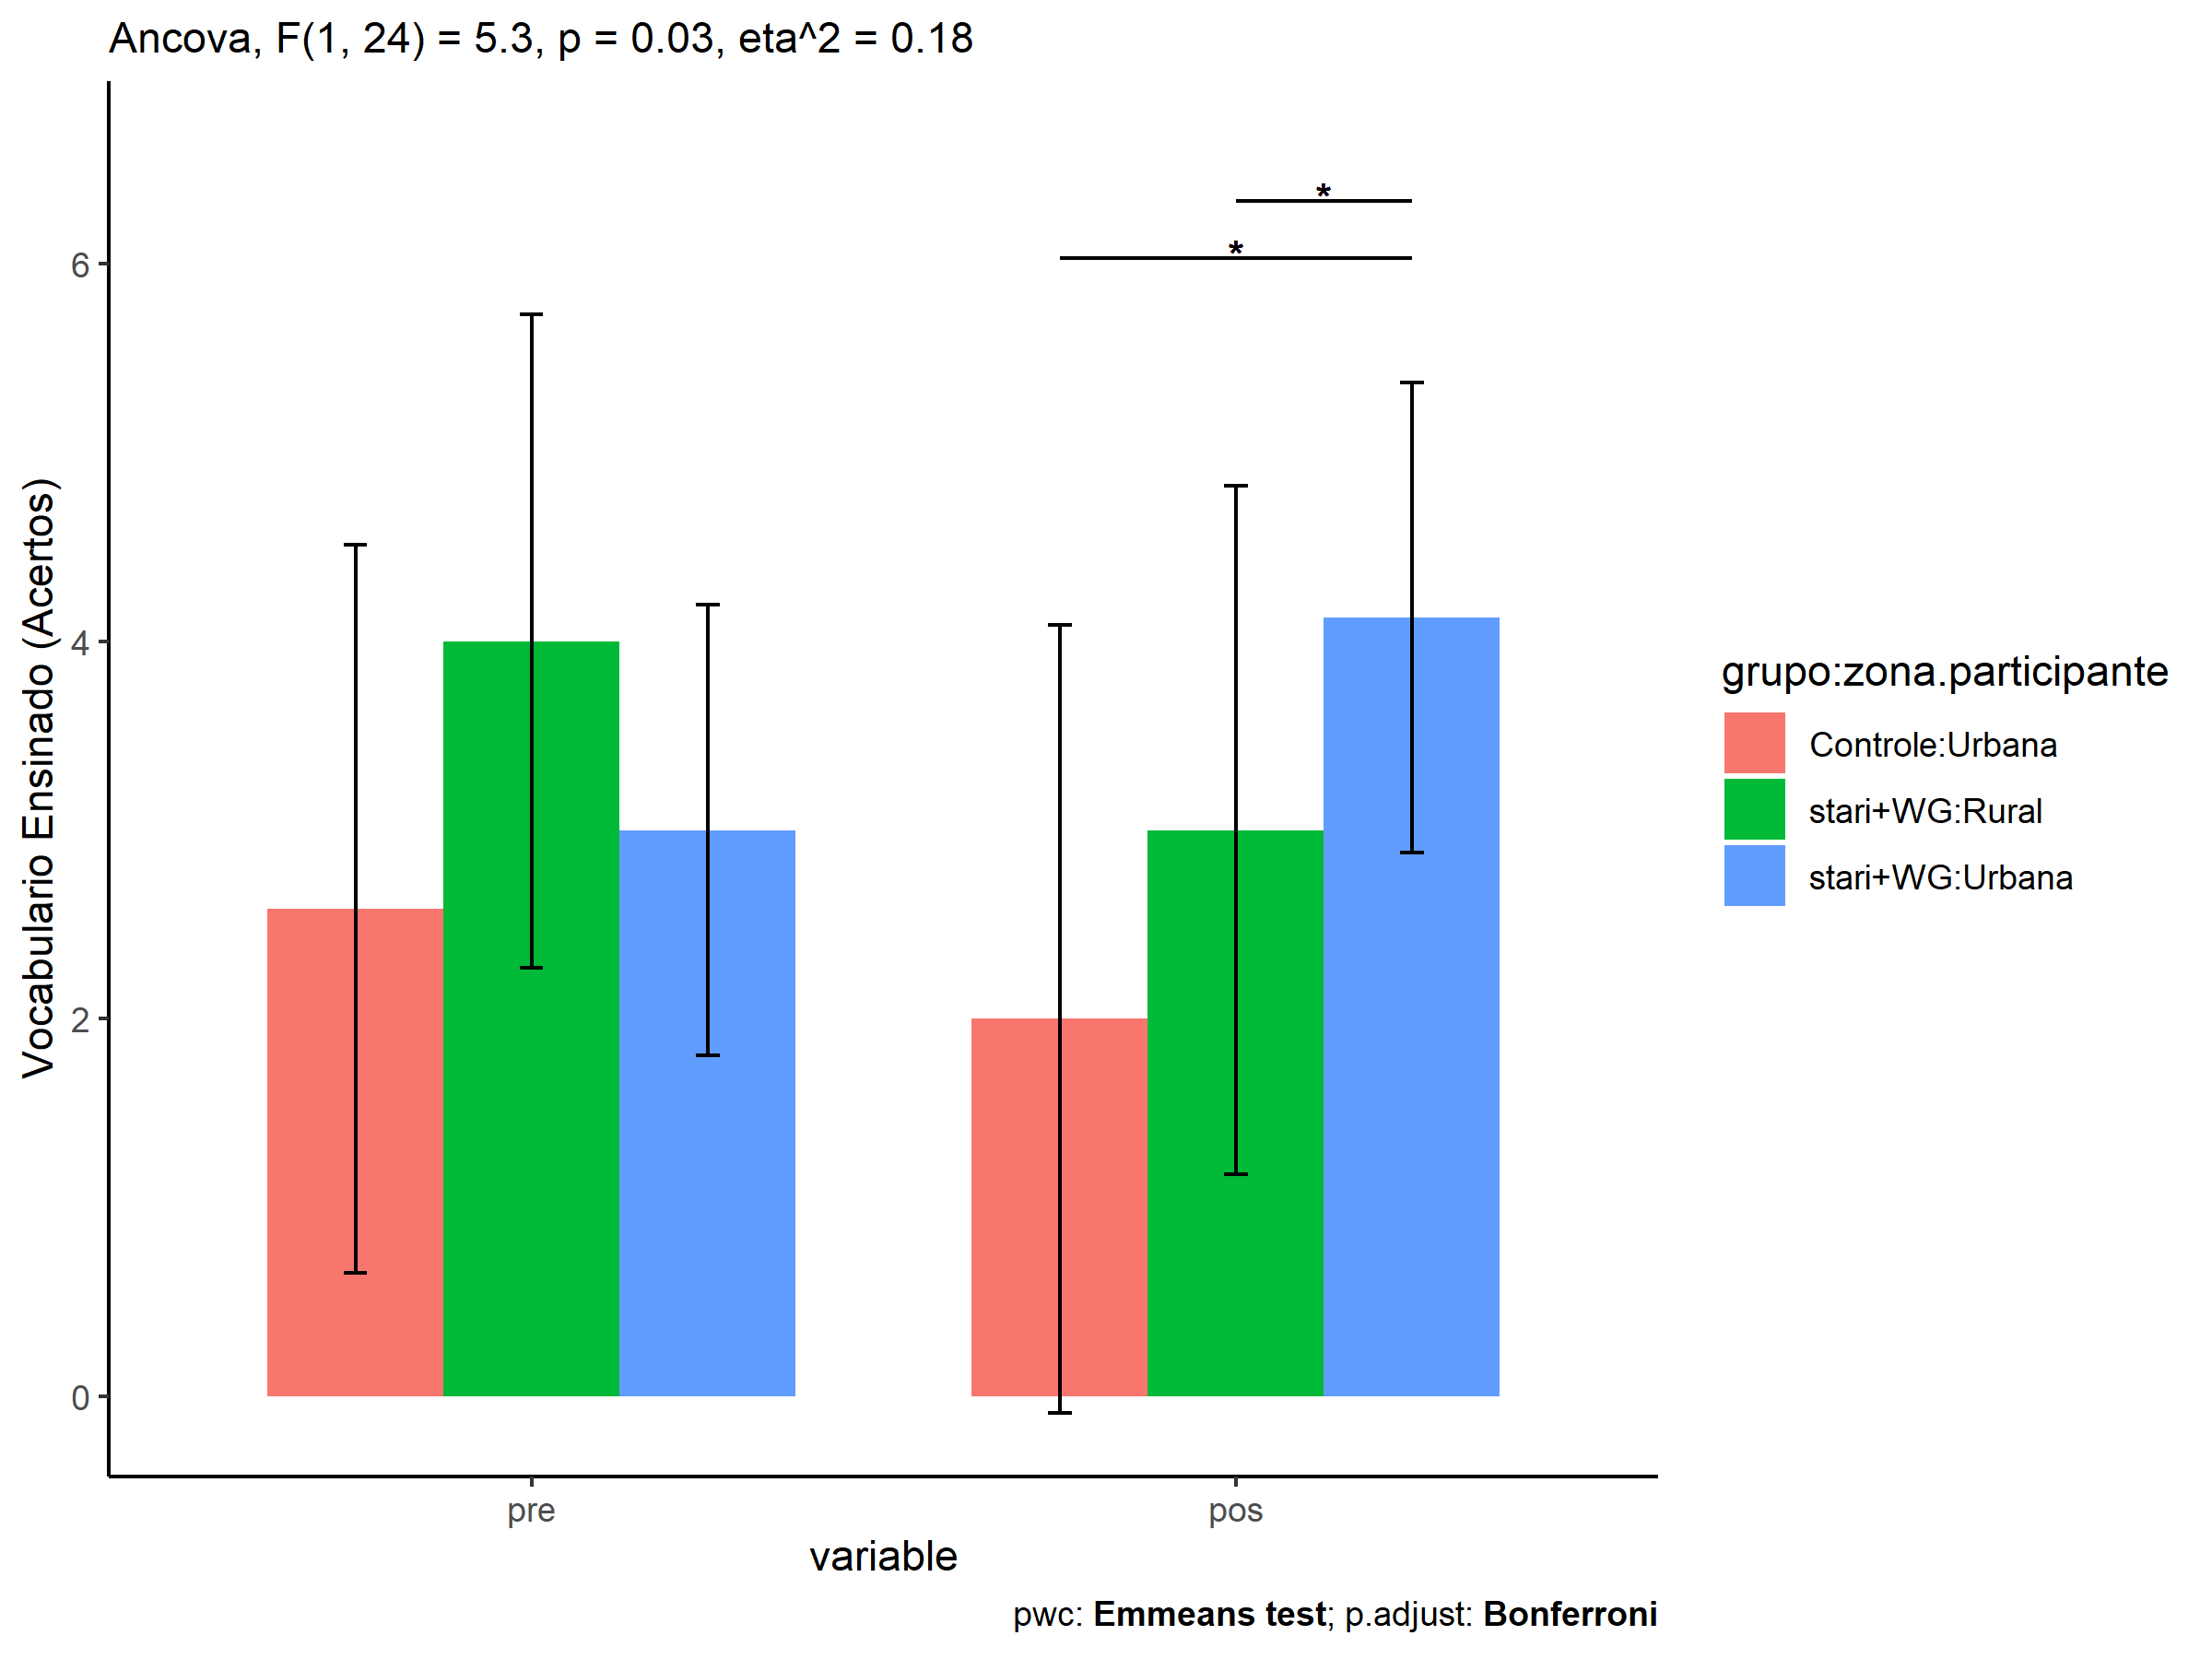 Ancova, F(1, 24) = 5.3, p = 0.03, eta^2 = 0.18
Vocabulario Ensinado (Acertos)
6
4
2
0
*
*
pre
pos
variable
grupo:zona.participante
Controle:Urbana
stari+WG:Rural
stari+WG:Urbana
pwc: Emmeans test; p.adjust: Bonferroni